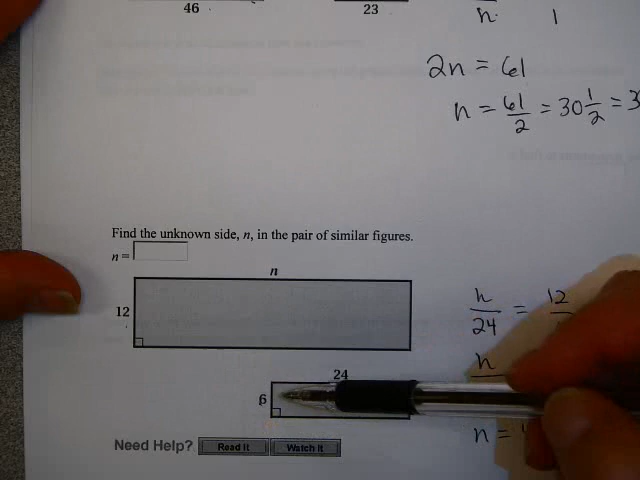 46
23
n 1
2n = 61
n = 61/2 = 30 1/2 = 3
Find the unknown side, n, in the pair of similar figures.
n =
n
12
n/24 = 12
24
6
n
n =
Need Help? Read It Watch It